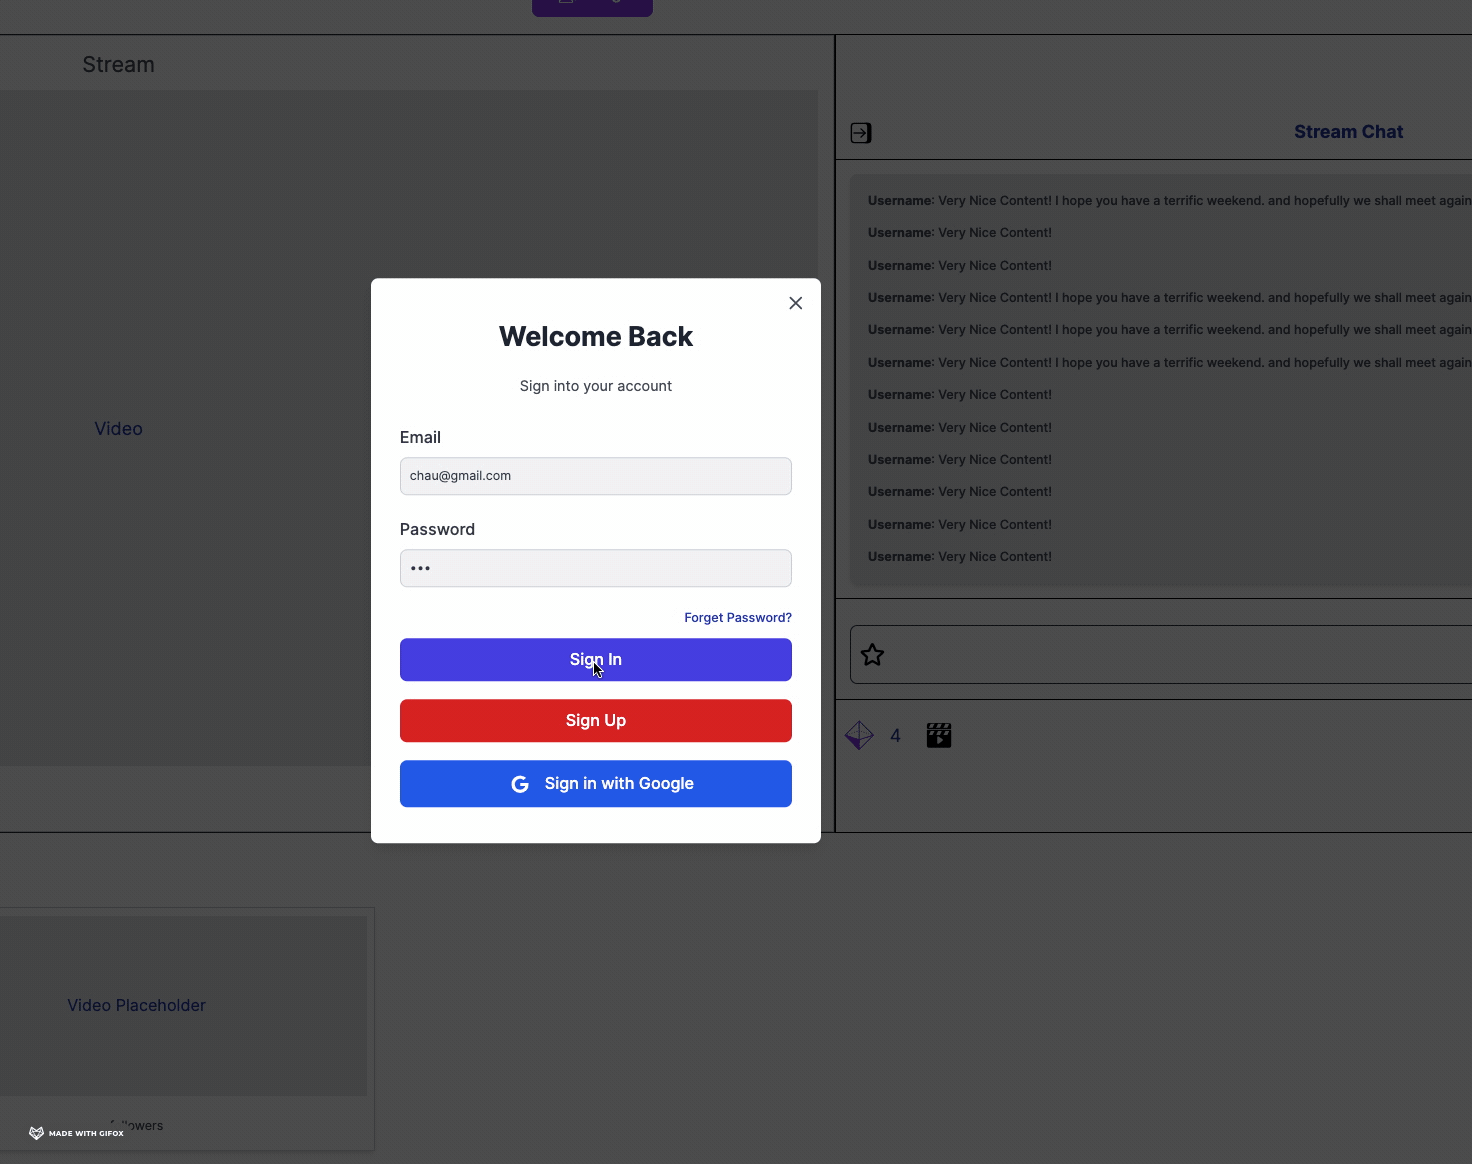 Stream
Stream Chat
Username: Very Nice Content! I hope you have a terrific weekend. and hopefully we shall meet again
Username: Very Nice Content!
Username: Very Nice Content!
Username: Very Nice Content! I hope you have a terrific weekend. and hopefully we shall meet again
Username: Very Nice Content! I hope you have a terrific weekend. and hopefully we shall meet again
Username: Very Nice Content! I hope you have a terrific weekend. and hopefully we shall meet again
Username: Very Nice Content!
Username: Very Nice Content!
Username: Very Nice Content!
Username: Very Nice Content!
Username: Very Nice Content!
Username: Very Nice Content!
4
Video
Welcome Back
Sign into your account
Email
chau@gmail.com
Password
•••
Forget Password?
Sign In
Sign Up
Sign in with Google
Video Placeholder
MADE WITH GIFOX